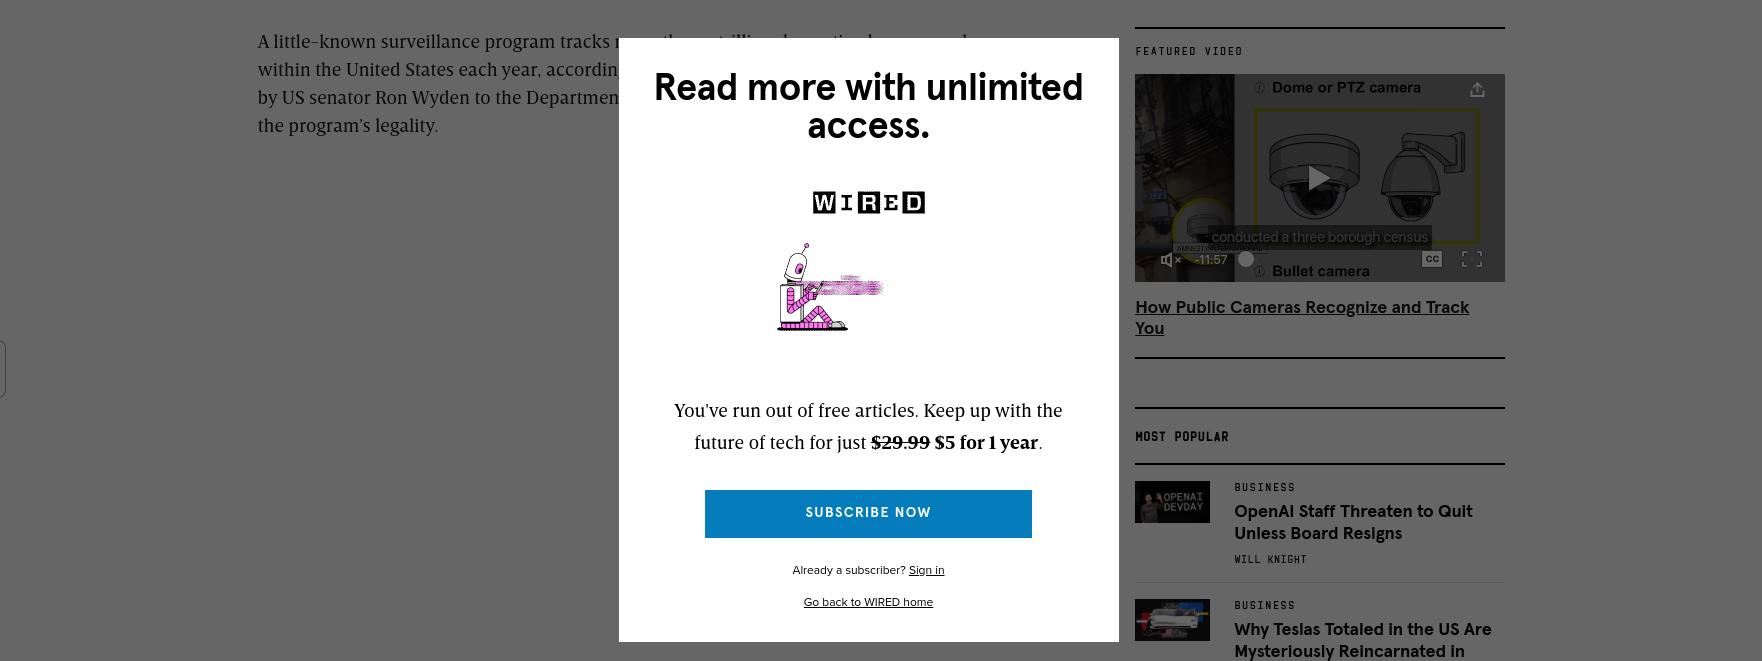 A little-known surveillance program tracks
within the United States each year, according
by US senator Ron Wyden to the Departmen
the program's legality.
Read more with unlimited
access.
WIRED
You've run out of free articles. Keep up with the
future of tech for just $29.99 $5 for 1 year.
SUBSCRIBE NOW
Already a subscriber? Sign in
Go back to WIRED home
FEATURED VIDEO
Dome or PTZ camera
conducted a three borough census
AMNESTY INTERNATIONAL
-11:57
CC
Bullet camera
How Public Cameras Recognize and Track
You
MOST POPULAR
OPENAI
DEVDAY
BUSINESS
OpenAI Staff Threaten to Quit
Unless Board Resigns
WILL KNIGHT
BUSINESS
Why Teslas Totaled in the US Are
Mysteriously Reincarnated in